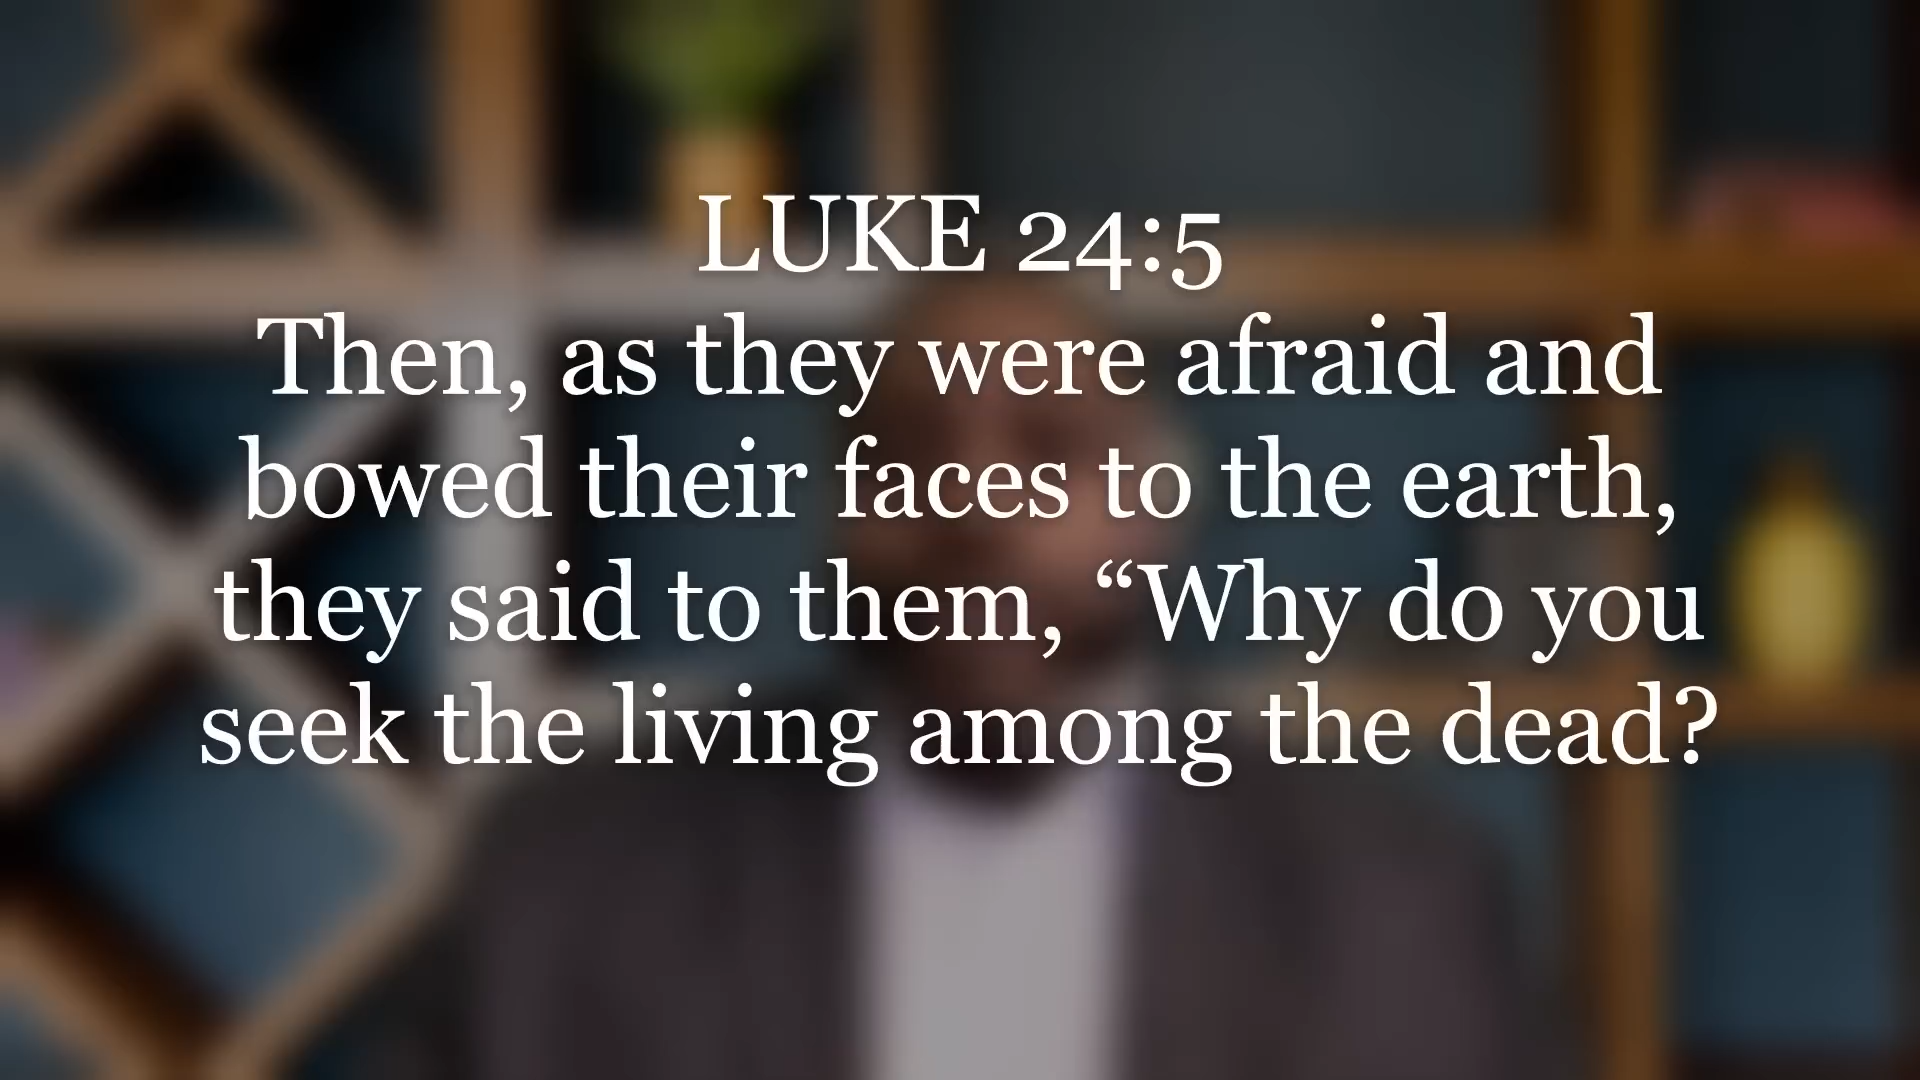 LUKE 24:5
Then, as they were afraid and
bowed their faces to the earth,
they said to them, “Why do you
seek the living among the dead?